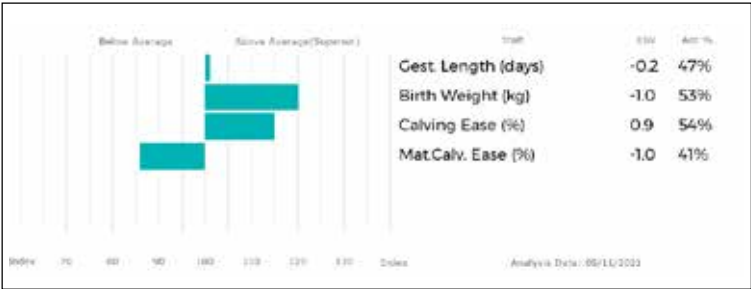 Below Average Above Average(Superior) Trait EBV Acc %
Gest. Length (days) -0.2 47%
Birth Weight (kg) -1.0 53%
Calving Ease (%) 0.9 54%
Mat.Calv. Ease (%) -1.0 41%
Index 70 80 90 100 110 120 130 Index Analysis Date: